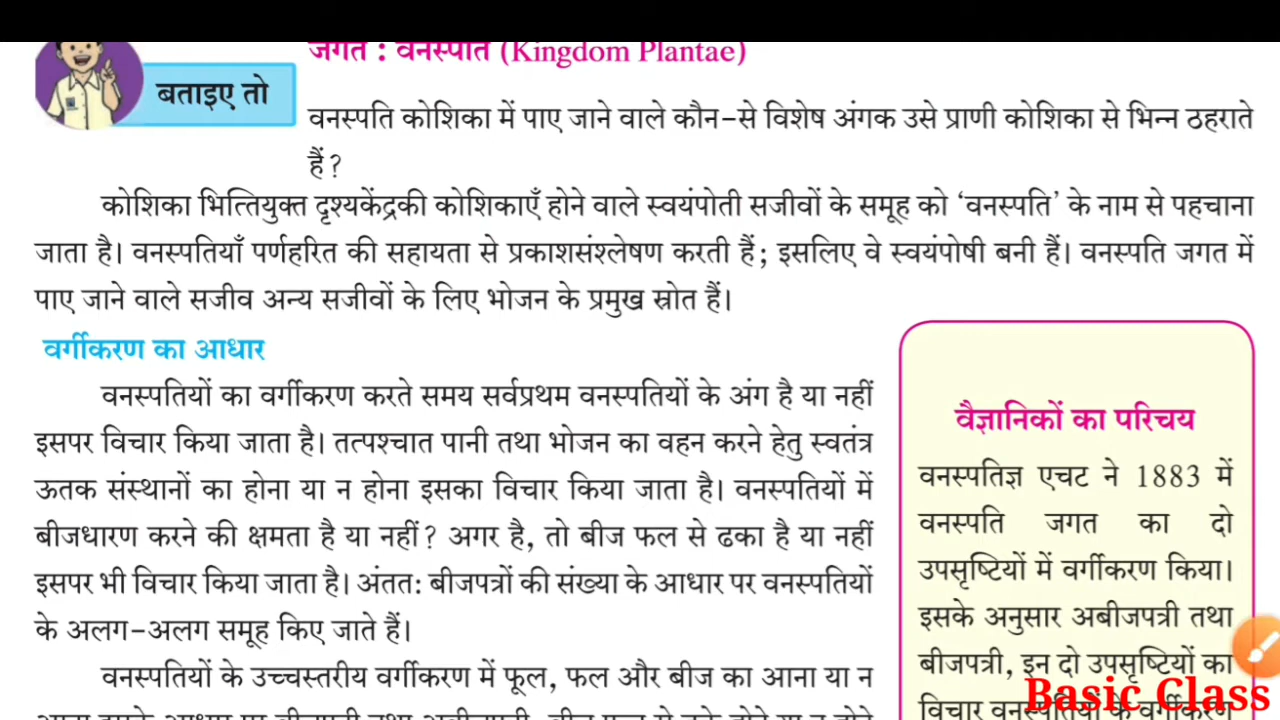 जगत : वनस्पति (Kingdom Plantae)
बताइए तो
वनस्पति कोशिका में पाए जाने वाले कौन-से विशेष अंगक उसे प्राणी कोशिका से भिन्न ठहराते
हैं?
कोशिका भित्तियुक्त दृश्यकेंद्रकी कोशिकाएँ होने वाले स्वयंपोती सजीवों के समूह को ‘वनस्पति’ के नाम से पहचाना
जाता है। वनस्पतियाँ पर्णहरित की सहायता से प्रकाशसंश्लेषण करती हैं; इसलिए वे स्वयंपोषी बनी हैं। वनस्पति जगत में
पाए जाने वाले सजीव अन्य सजीवों के लिए भोजन के प्रमुख स्रोत हैं।
वर्गीकरण का आधार
वनस्पतियों का वर्गीकरण करते समय सर्वप्रथम वनस्पतियों के अंग है या नहीं
इसपर विचार किया जाता है। तत्पश्चात पानी तथा भोजन का वहन करने हेतु स्वतंत्र
ऊतक संस्थानों का होना या न होना इसका विचार किया जाता है। वनस्पतियों में
बीजधारण करने की क्षमता है या नहीं? अगर है, तो बीज फल से ढका है या नहीं
इसपर भी विचार किया जाता है। अंतत: बीजपत्रों की संख्या के आधार पर वनस्पतियों
के अलग-अलग समूह किए जाते हैं।
वनस्पतियों के उच्चस्तरीय वर्गीकरण में फूल, फल और बीज का आना या न
वैज्ञानिकों का परिचय
वनस्पतिज्ञ एचट ने 1883 में
वनस्पति जगत का दो
उपसृष्टियों में वर्गीकरण किया।
इसके अनुसार अबीजपत्री तथा
बीजपत्री, इन दो उपसृष्टियों का
विचार वनस्पतियों के वर्गीकरण
Basic Class